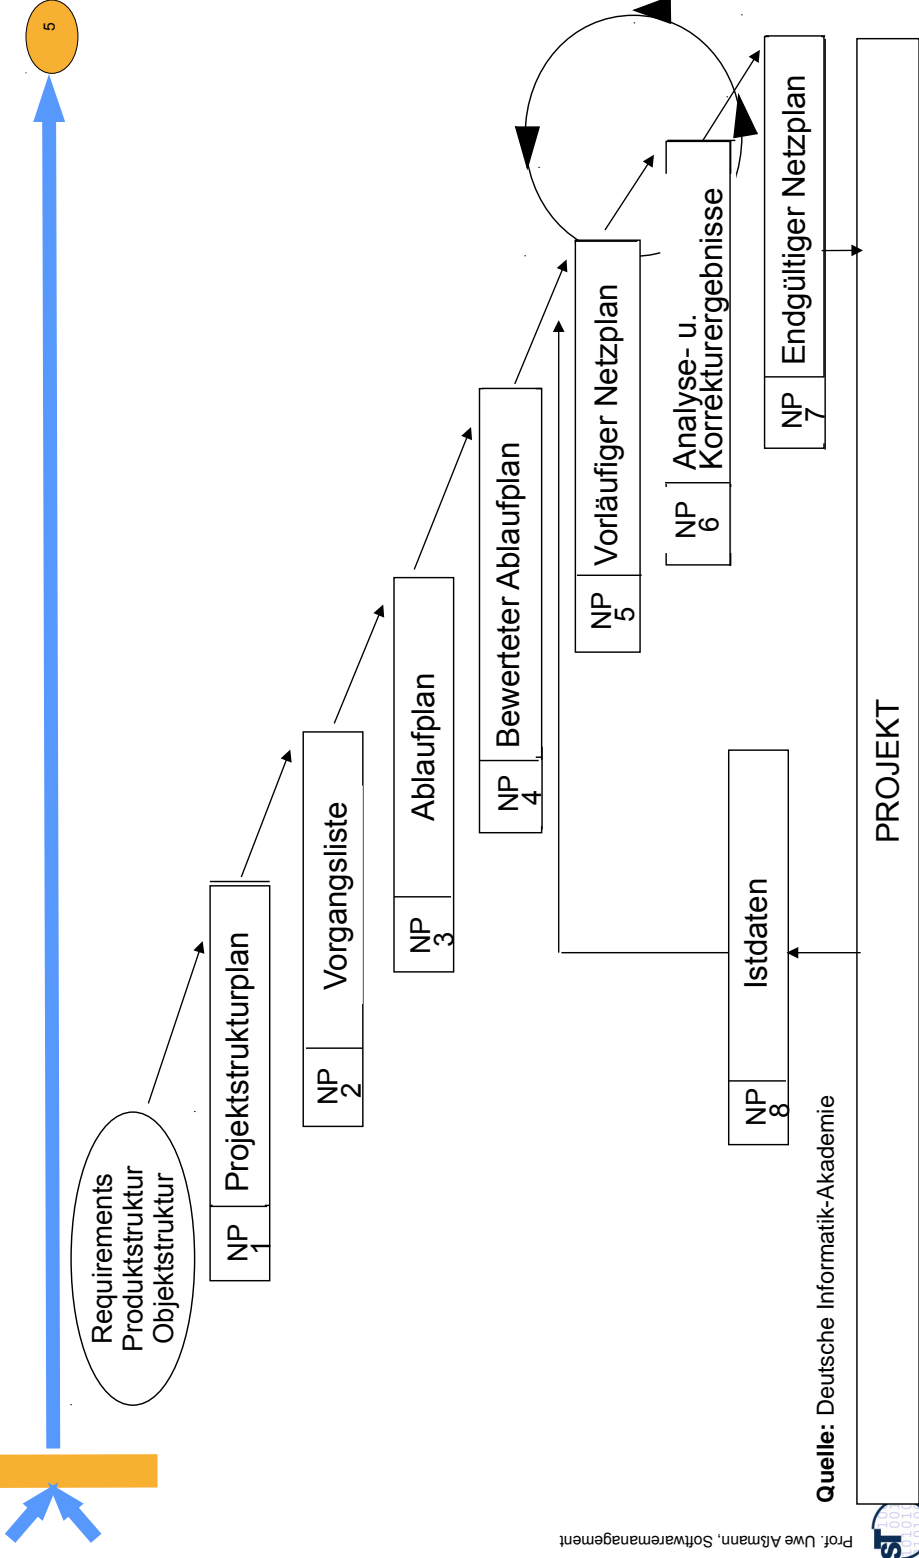 5
Requirements
Produktstruktur
Objektstruktur
NP
1
Projektstrukturplan
NP
2
Vorgangsliste
NP
3
Ablaufplan
NP
4
Bewerteter Ablaufplan
NP
5
Vorläufiger Netzplan
NP
6
Analyse- u.
Korrekturergebnisse
NP
7
Endgültiger Netzplan
NP
8
Istdaten
Quelle: Deutsche Informatik-Akademie
PROJEKT
Prof. Uwe Aßmann, Softwaremanagement
ST